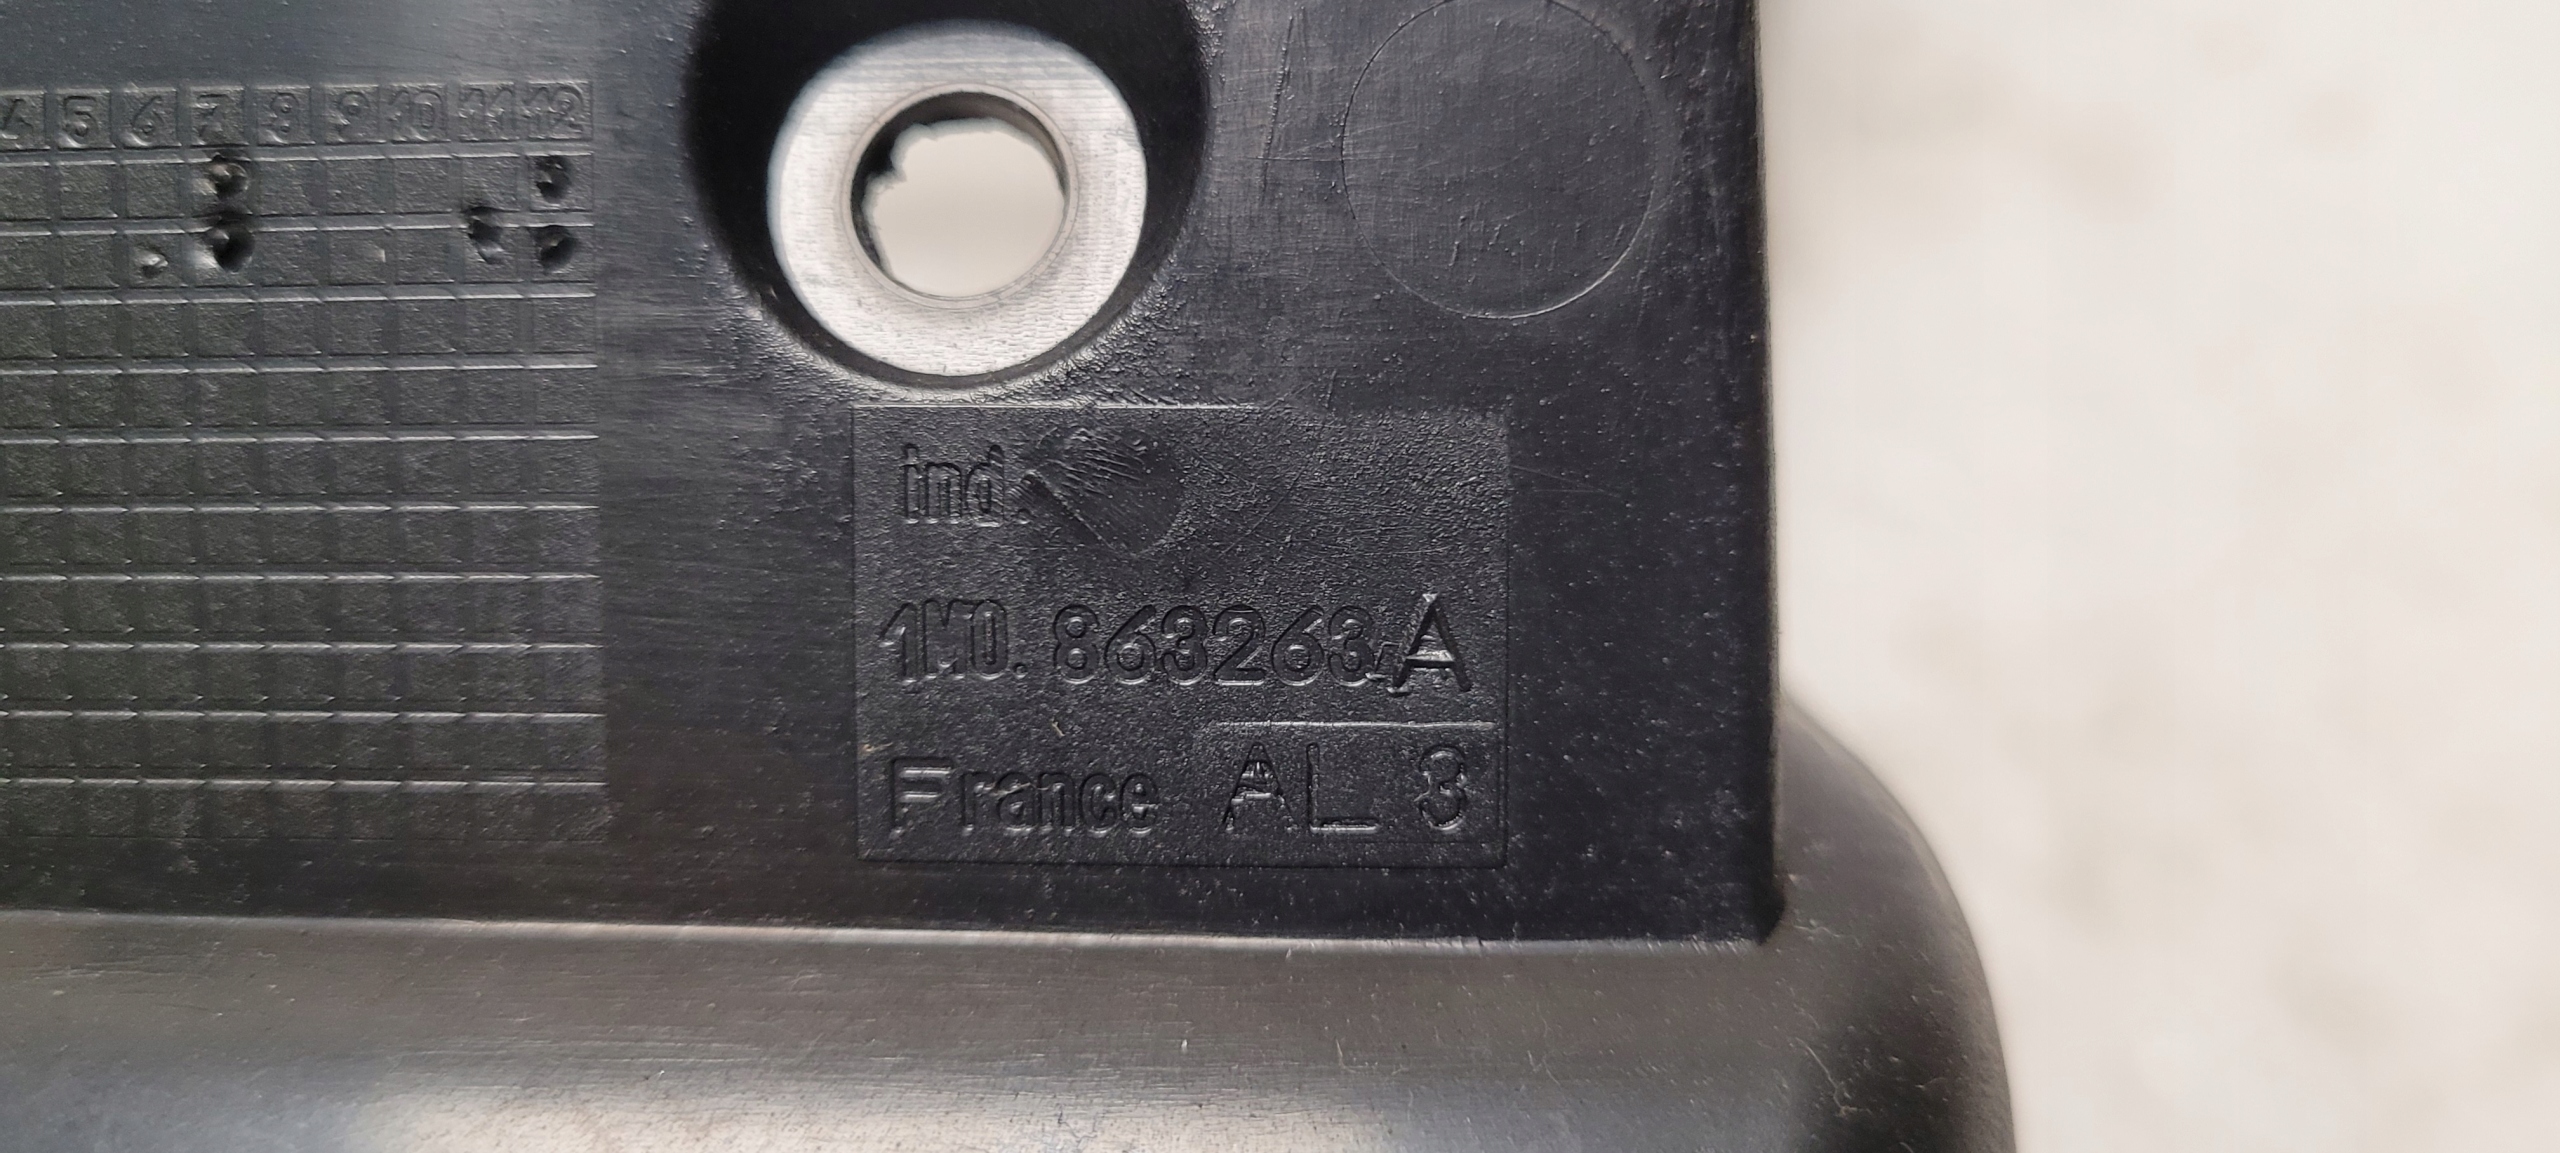 4 5 6 7 8 9 10 11 12
Ind.
1M0. 863263 A
France AL 3